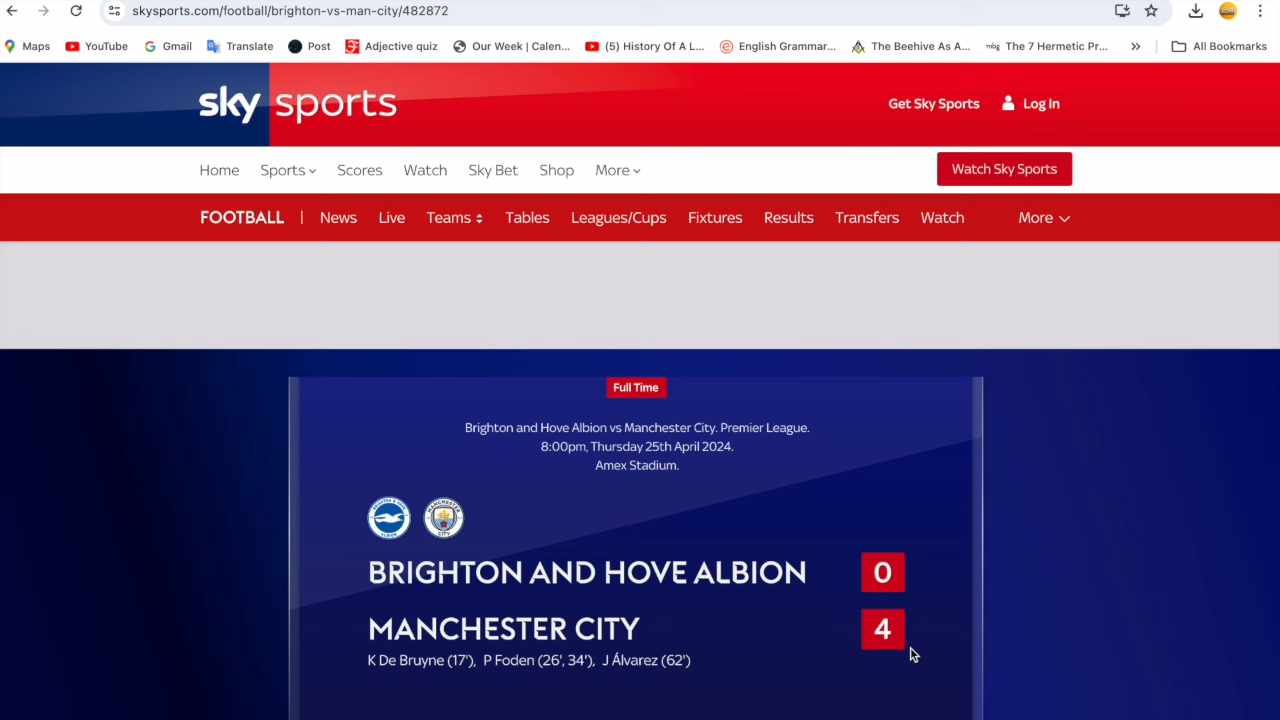 skysports.com/football/brighton-vs-man-city/482872
Maps YouTube Gmail Translate Post Adjective quiz Our Week | Calen... (5) History Of A L... English Grammar... The Beehive As A... mbg The 7 Hermetic Pr... » All Bookmarks
sky sports
Get Sky Sports Log In
Home Sports Scores Watch Sky Bet Shop More
Watch Sky Sports
FOOTBALL | News Live Teams Tables Leagues/Cups Fixtures Results Transfers Watch More
Full Time
Brighton and Hove Albion vs Manchester City. Premier League.
8:00pm, Thursday 25th April 2024.
Amex Stadium.
BRIGHTON AND HOVE ALBION 0
MANCHESTER CITY 4
K De Bruyne (17'), P Foden (26', 34'), J Álvarez (62')